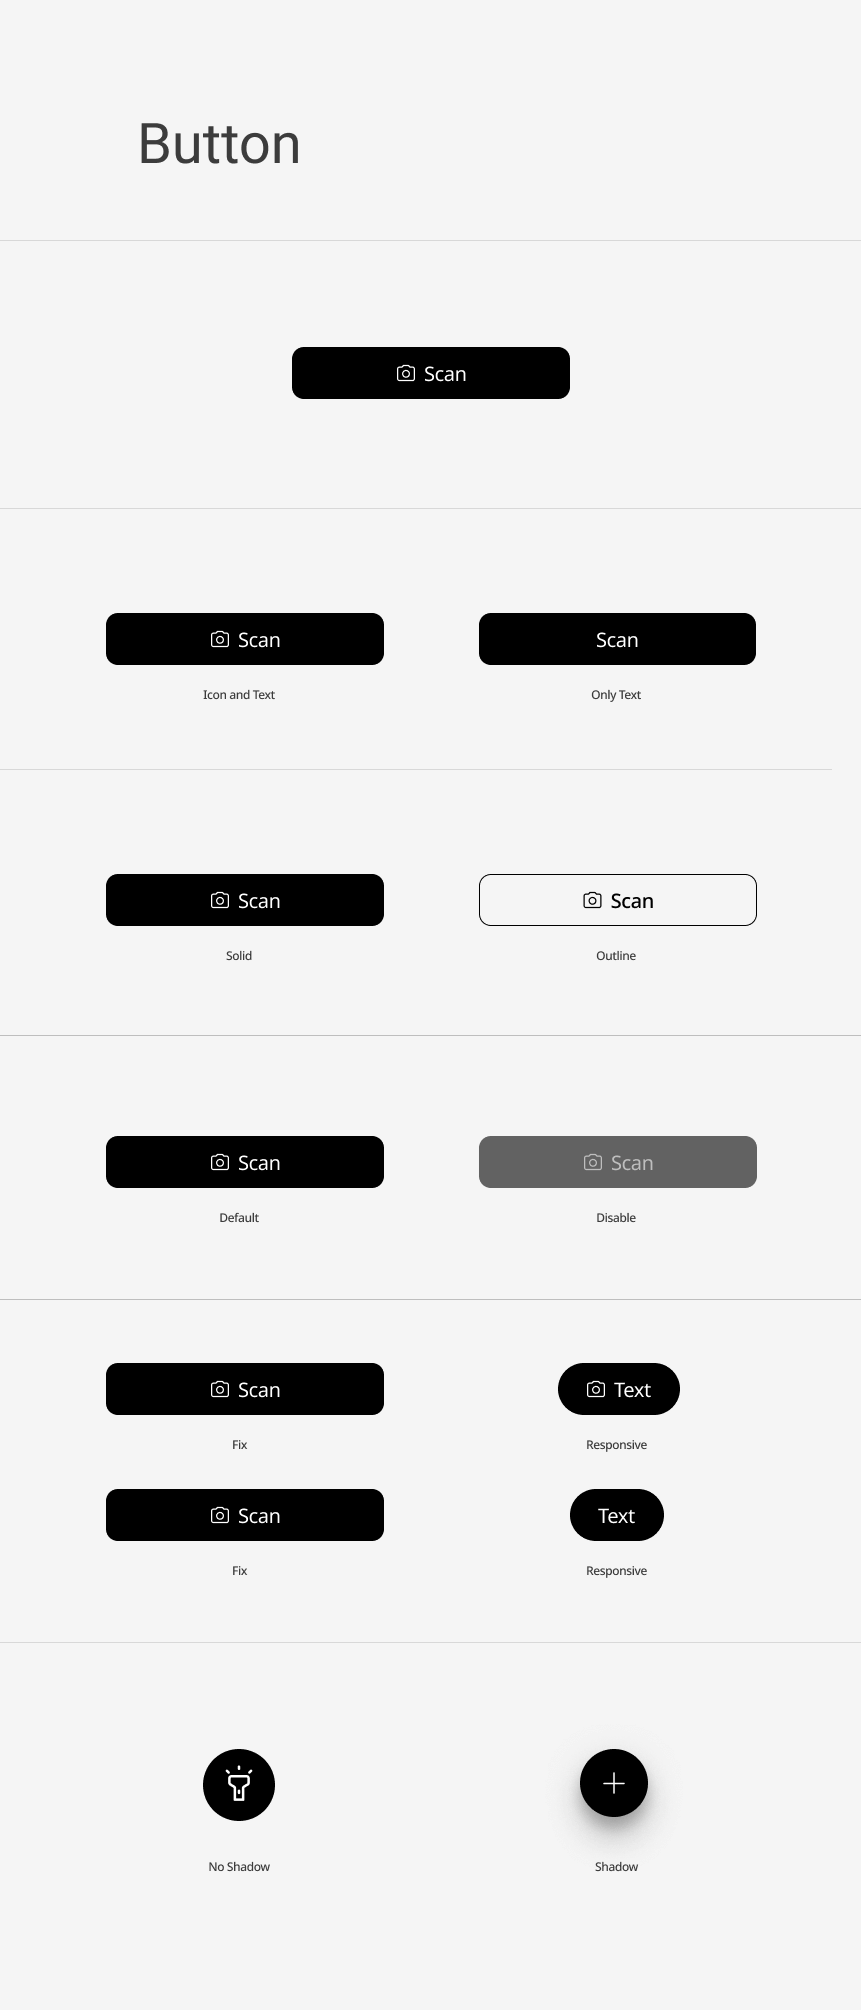 Button
Scan
Scan
Scan
Icon and Text
Only Text
Scan
Scan
Solid
Outline
Scan
Scan
Default
Disable
Scan
Text
Fix
Responsive
Scan
Text
Fix
Responsive
No Shadow
Shadow